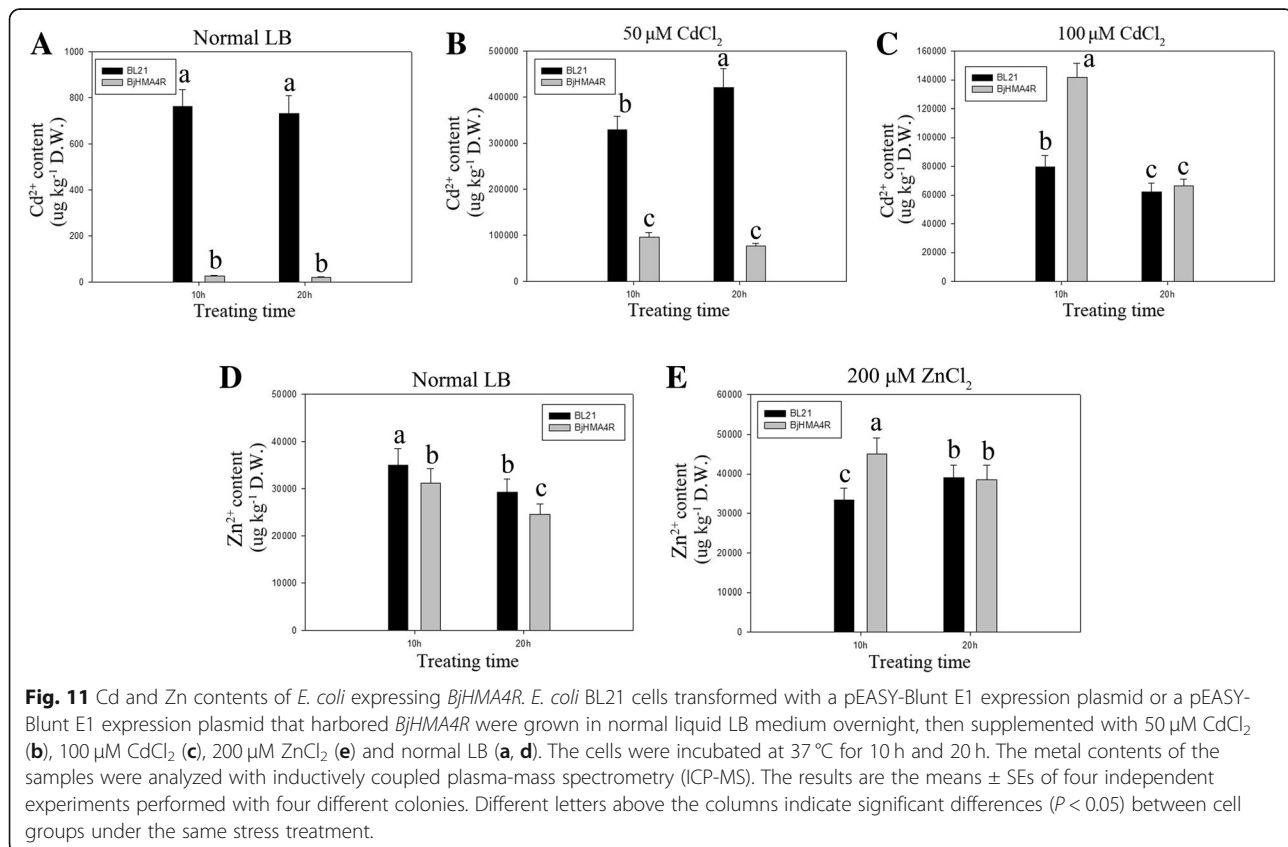 A
Normal LB
1000
800
600
400
200
0
Cd²⁺ content
(ug kg⁻¹ D.W.)
BL21
BjHMA4R
a
b
a
b
10h
20h
Treating time
B
50 µM CdCl₂
500000
400000
300000
200000
100000
0
Cd²⁺ content
(ug kg⁻¹ D.W.)
BL21
BjHMA4R
b
c
a
c
10h
20h
Treating time
C
100 µM CdCl₂
160000
140000
120000
100000
80000
60000
40000
20000
0
Cd²⁺ content
(ug kg⁻¹ D.W.)
BL21
BjHMA4R
b
a
c
c
10h
20h
Treating time
D
Normal LB
50000
40000
30000
20000
10000
0
Zn²⁺ content
(ug kg⁻¹ D.W.)
BL21
BjHMA4R
a
b
b
c
10h
20h
Treating time
E
200 µM ZnCl₂
60000
50000
40000
30000
20000
10000
0
Zn²⁺ content
(ug kg⁻¹ D.W.)
BL21
BjHMA4R
c
a
b
b
10h
20h
Treating time
Fig. 11 Cd and Zn contents of E. coli expressing BjHMA4R. E. coli BL21 cells transformed with a pEASY-Blunt E1 expression plasmid or a pEASY-
Blunt E1 expression plasmid that harbored BjHMA4R were grown in normal liquid LB medium overnight, then supplemented with 50 µM CdCl₂
(b), 100 µM CdCl₂ (c), 200 µM ZnCl₂ (e) and normal LB (a, d). The cells were incubated at 37 °C for 10 h and 20 h. The metal contents of the
samples were analyzed with inductively coupled plasma-mass spectrometry (ICP-MS). The results are the means ± SEs of four independent
experiments performed with four different colonies. Different letters above the columns indicate significant differences (P < 0.05) between cell
groups under the same stress treatment.